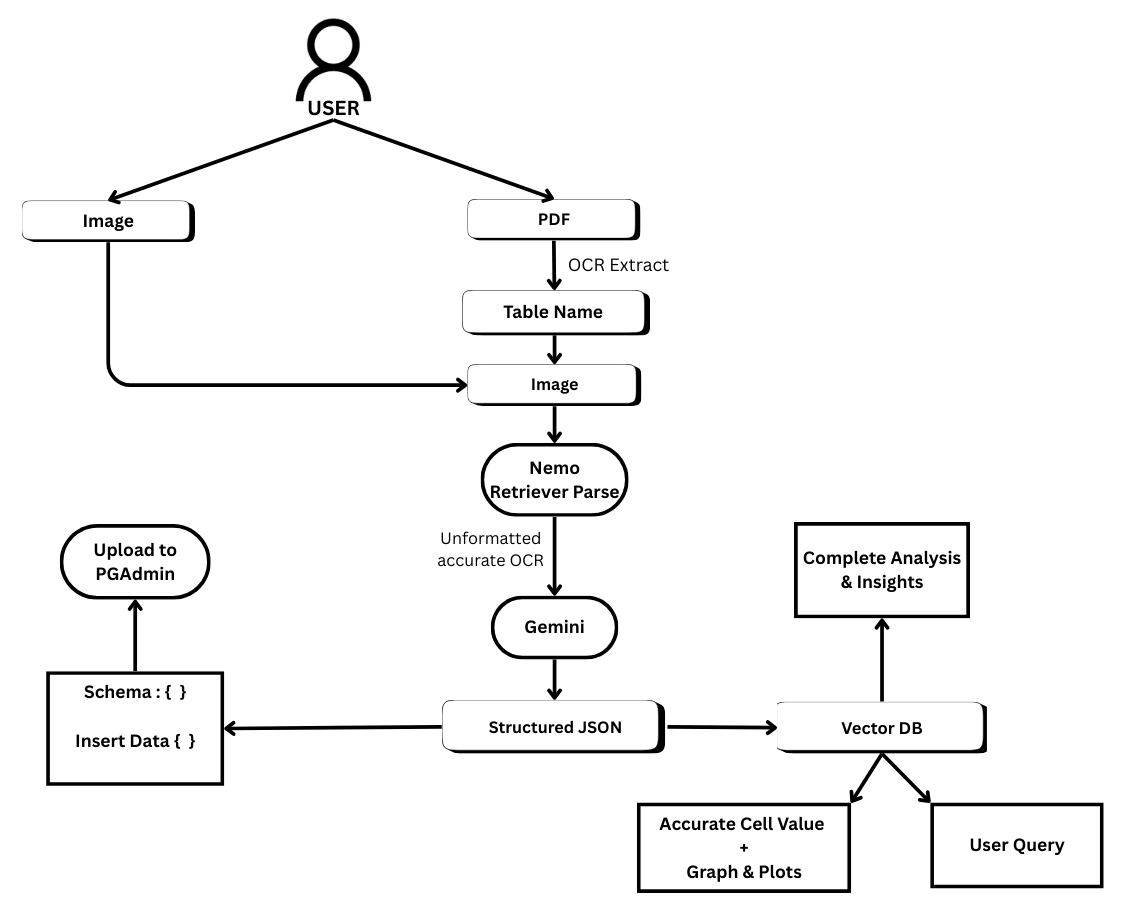 USER
Image
PDF
OCR Extract
Table Name
Image
Nemo
Retriever Parse
Unformatted
accurate OCR
Upload to
PGAdmin
Gemini
Complete Analysis
& Insights
Schema : { }
Insert Data { }
Structured JSON
Vector DB
Accurate Cell Value
+
Graph & Plots
User Query